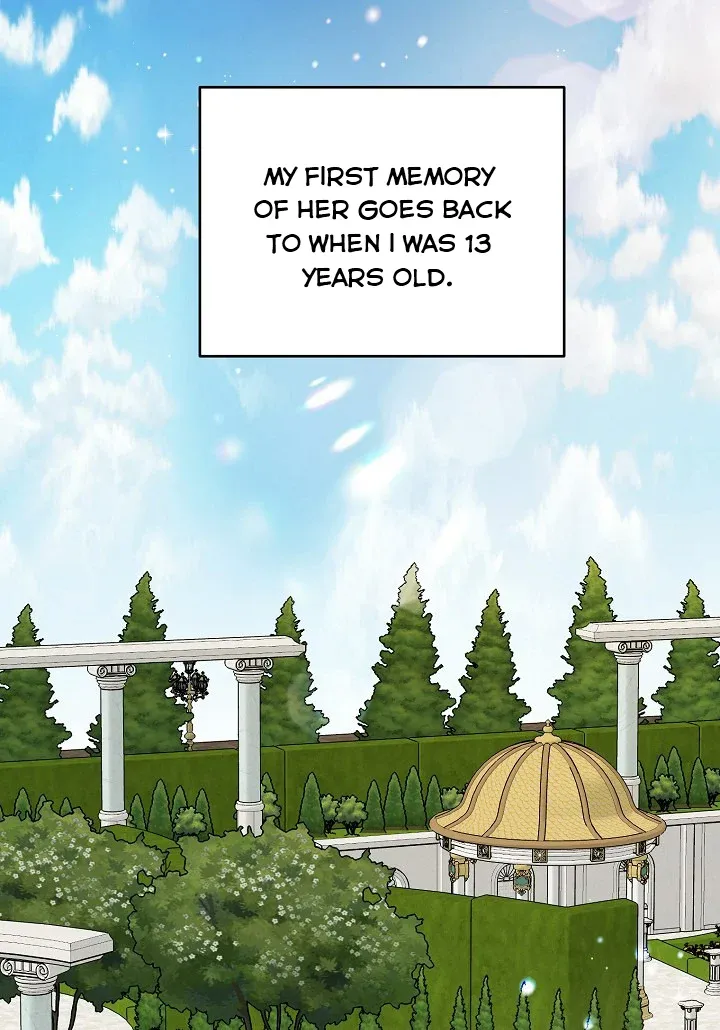 MY FIRST MEMORY
OF HER GOES BACK
TO WHEN I WAS 13
YEARS OLD.